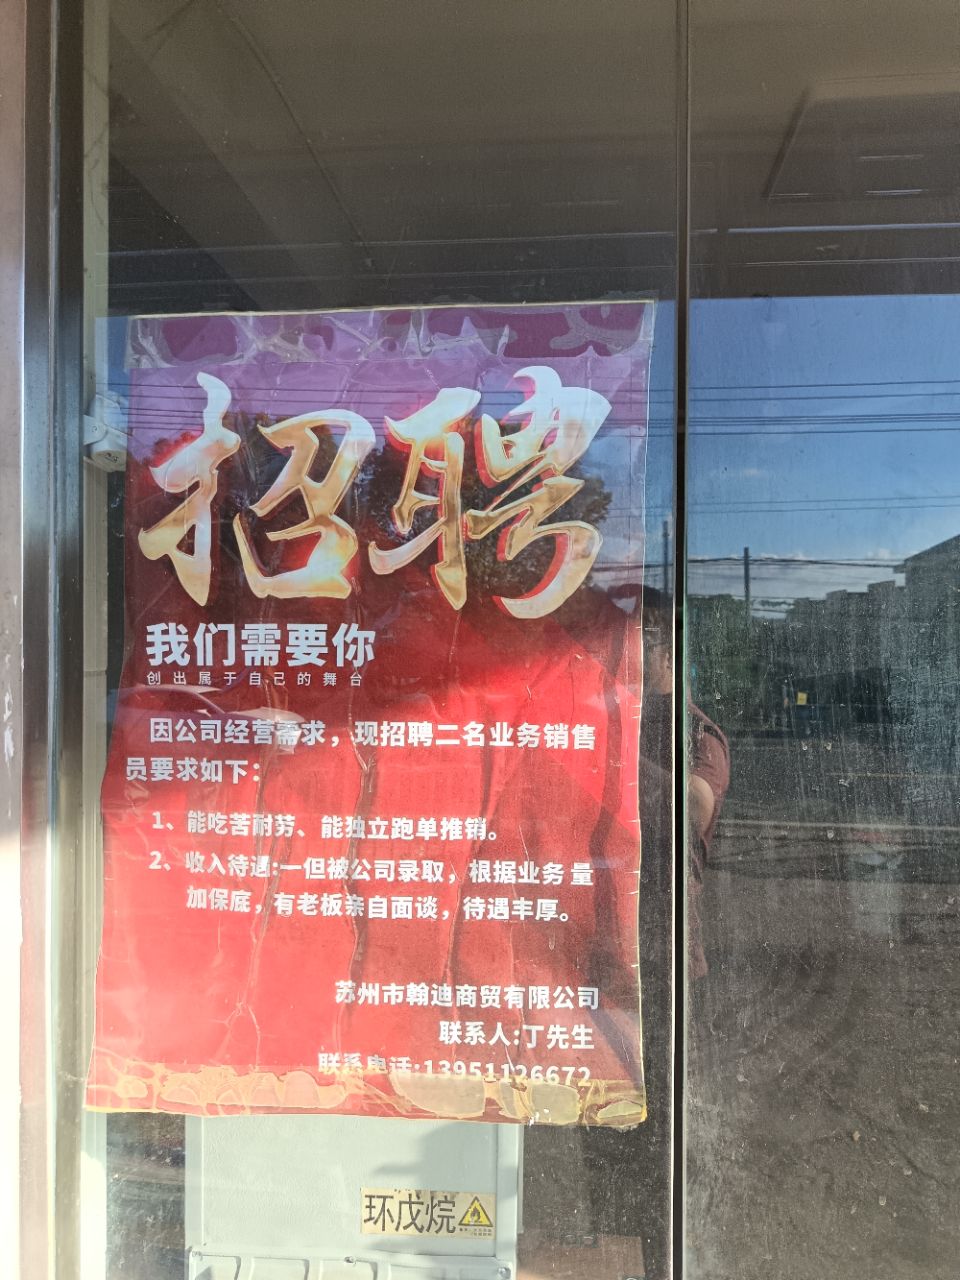 招聘
我们需要你
创出属于自己的舞台
因公司经营需求，现招聘二名业务销售
员要求如下：
1、能吃苦耐劳、能独立跑单推销。
2、收入待遇:一但被公司录取，根据业务量
加保底，有老板亲自面谈，待遇丰厚。
苏州市翰迪商贸有限公司
联系人:丁先生
联系电话:13951126672
环戊烷